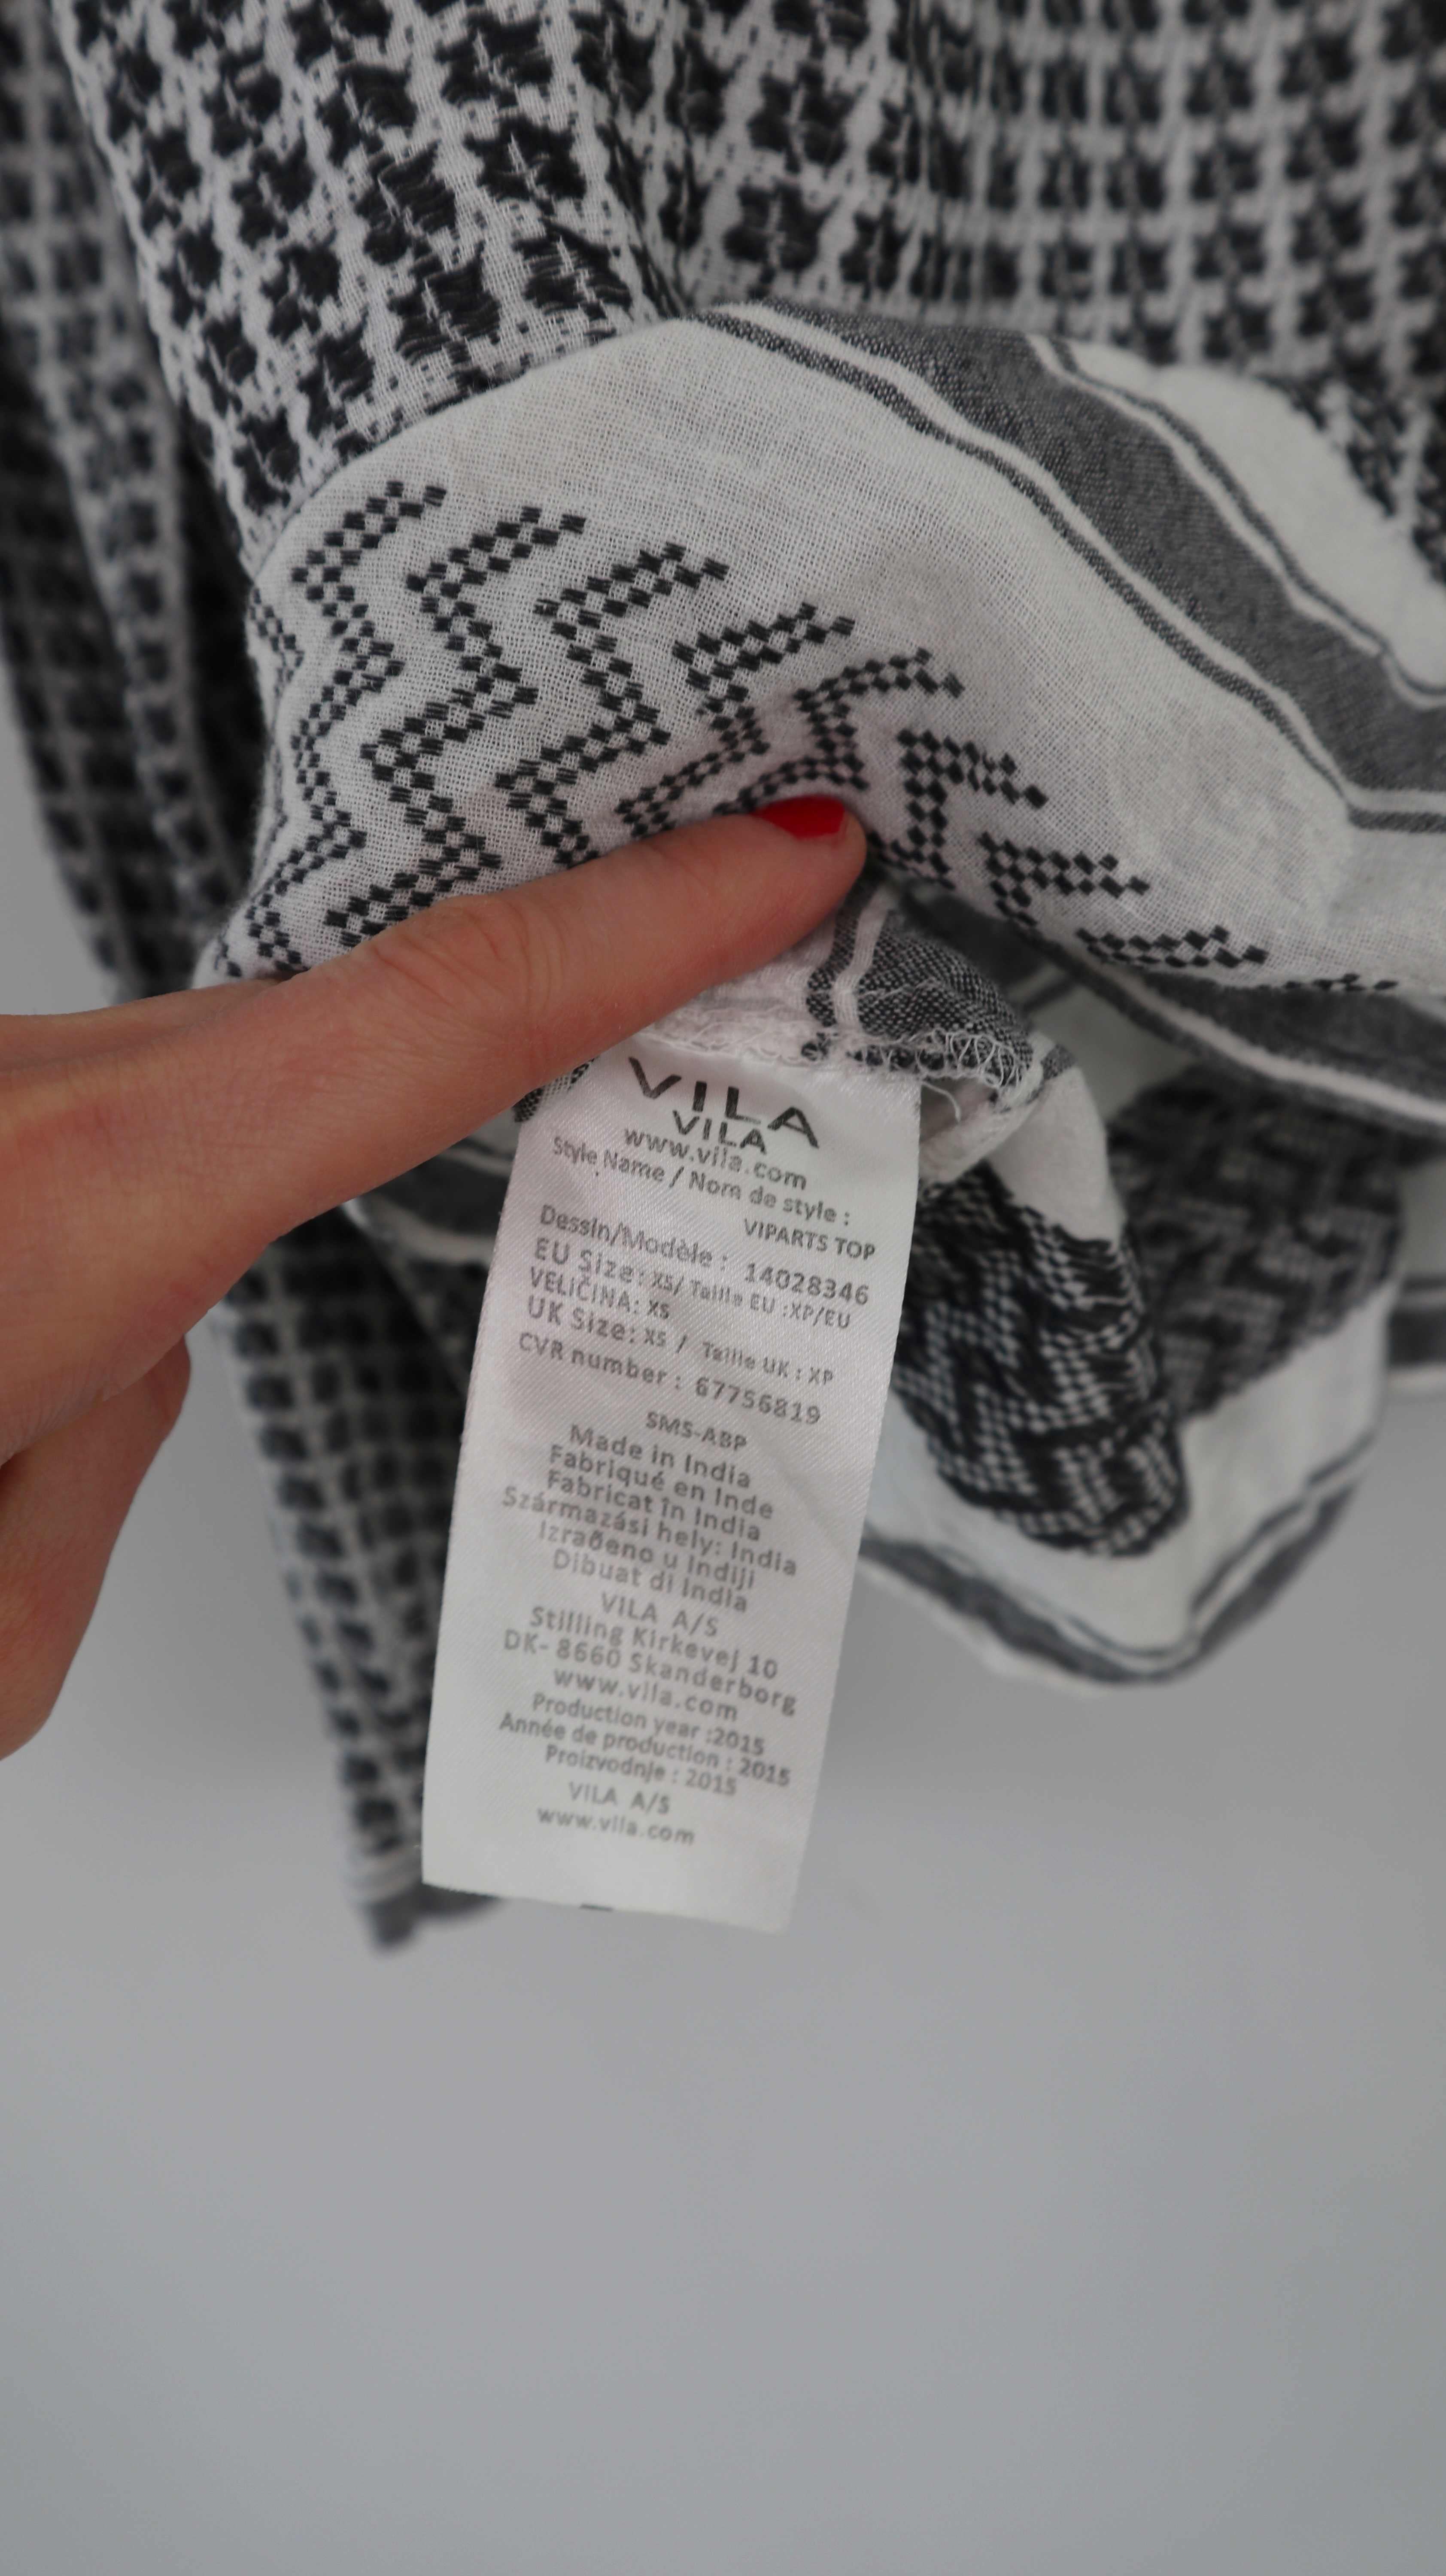 VILA
VILA
www.vila.com
Style Name / Nom de style :
VIPARTS TOP
Dessin/Modèle : 14028346
EU Size: XS/ Taille EU :XP/EU
VELIČINA: XS
UK Size: XS / Taille UK : XP
CVR number : 67756819
SMS-ABP
Made in India
Fabriqué en Inde
Fabricat în India
Származási hely: India
Izrađeno u Indiji
Dibuat di India
VILA A/S
Stilling Kirkevej 10
DK- 8660 Skanderborg
www.vila.com
Production year :2015
Année de production : 2015
Proizvodnje : 2015
VILA A/S
www.vila.com